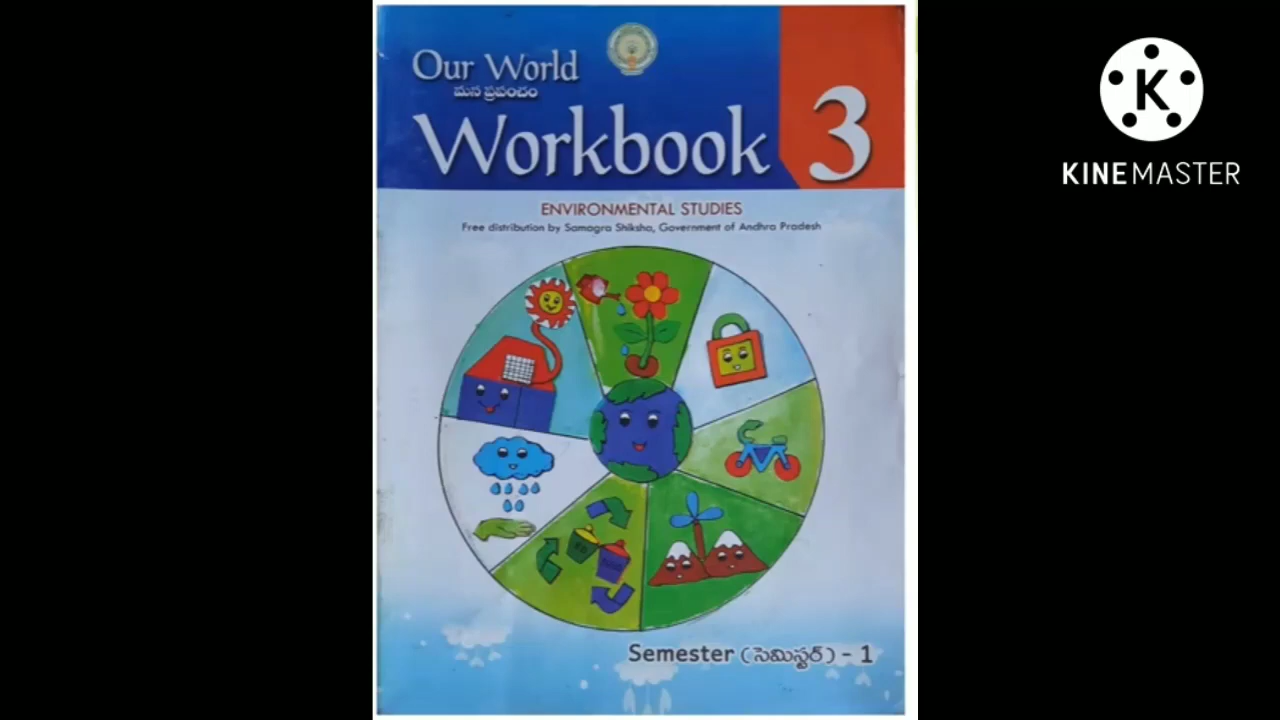 Our World
మన ప్రపంచం
Workbook 3
ENVIRONMENTAL STUDIES
Free distribution by Samagra Shiksha, Government of Andhra Pradesh
Semester (సెమిస్టర్) - 1
K
KINEMASTER